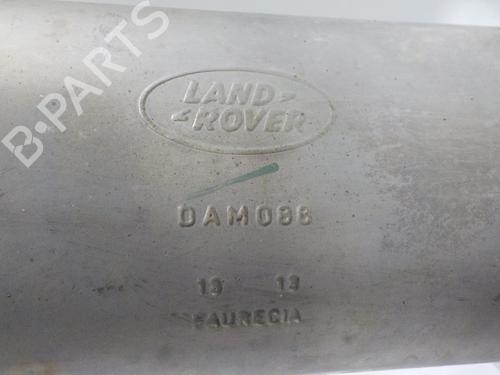 B-PARTS
LAND
ROVER
DAM088
13 13
FAURECIA